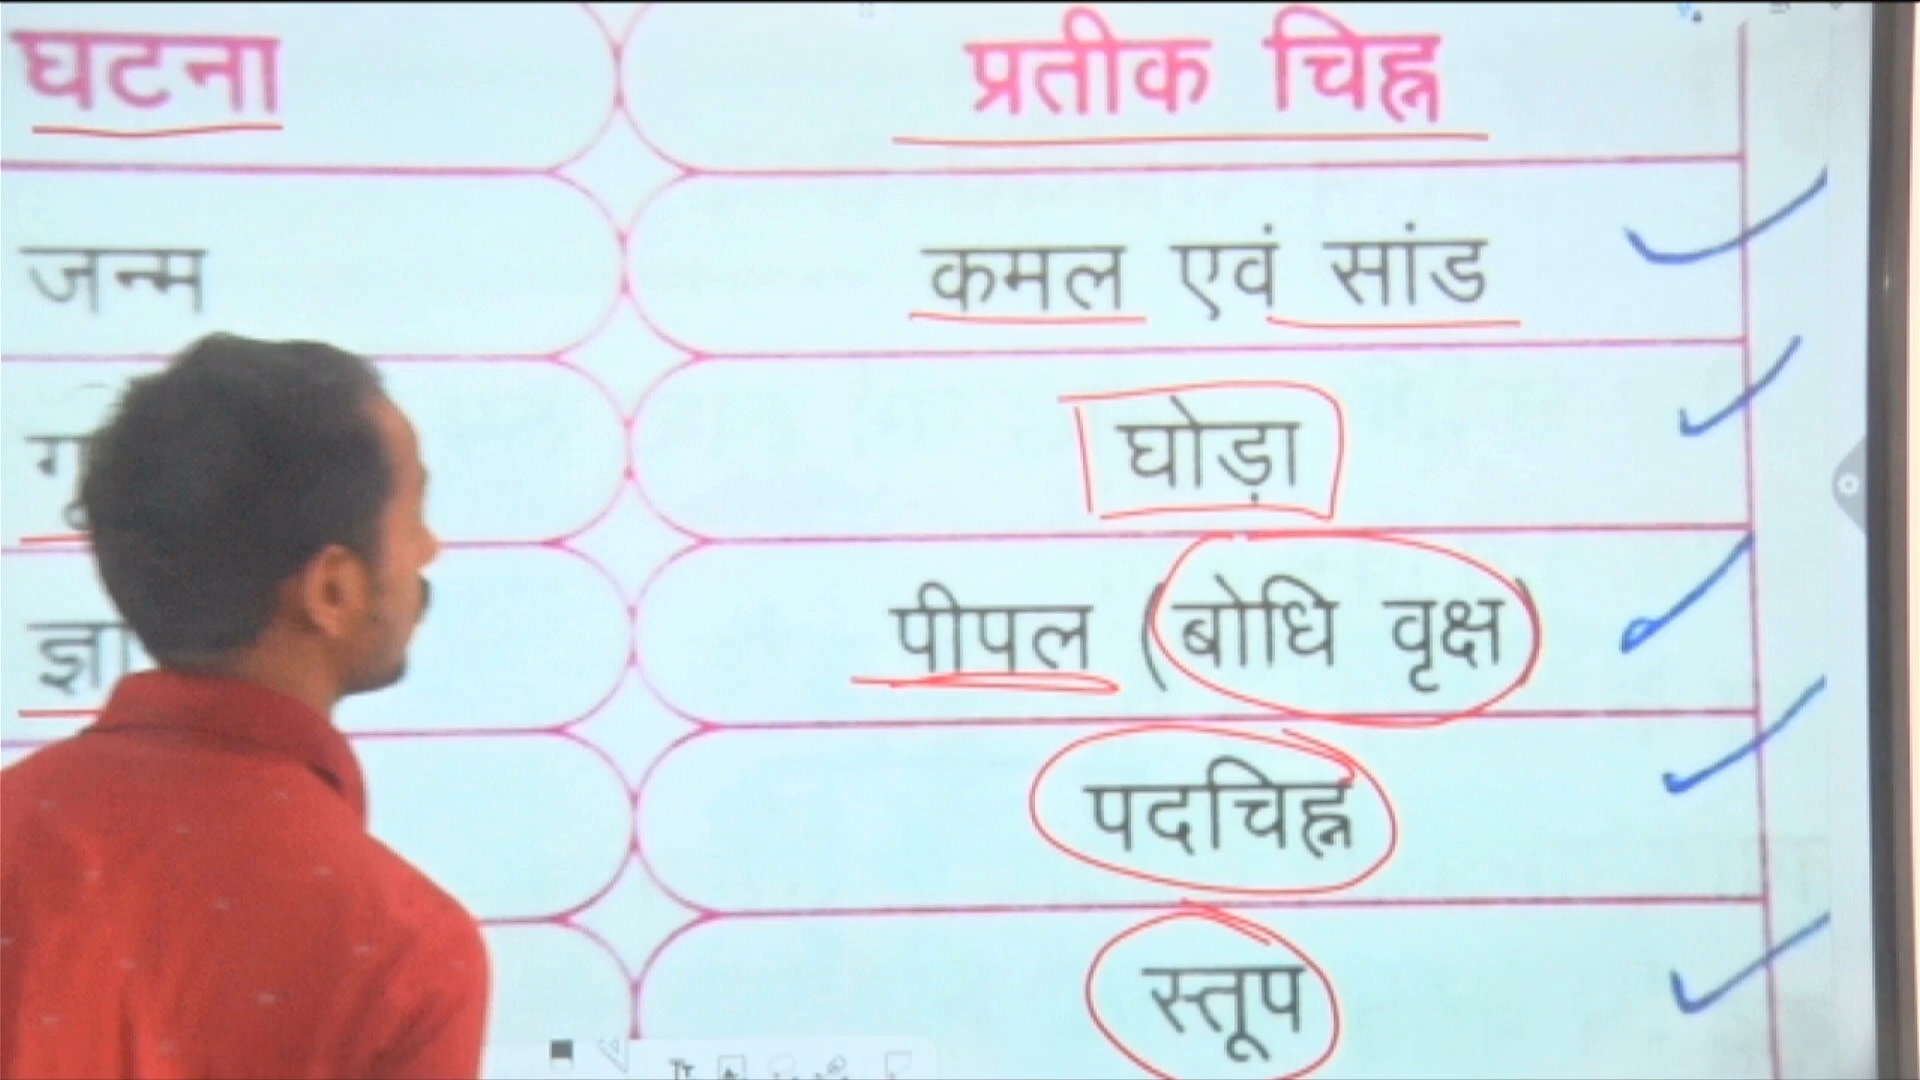 घटना प्रतीक चिह्न
जन्म कमल एवं सांड
घोड़ा
पीपल (बोधि वृक्ष)
पदचिह्न
स्तूप